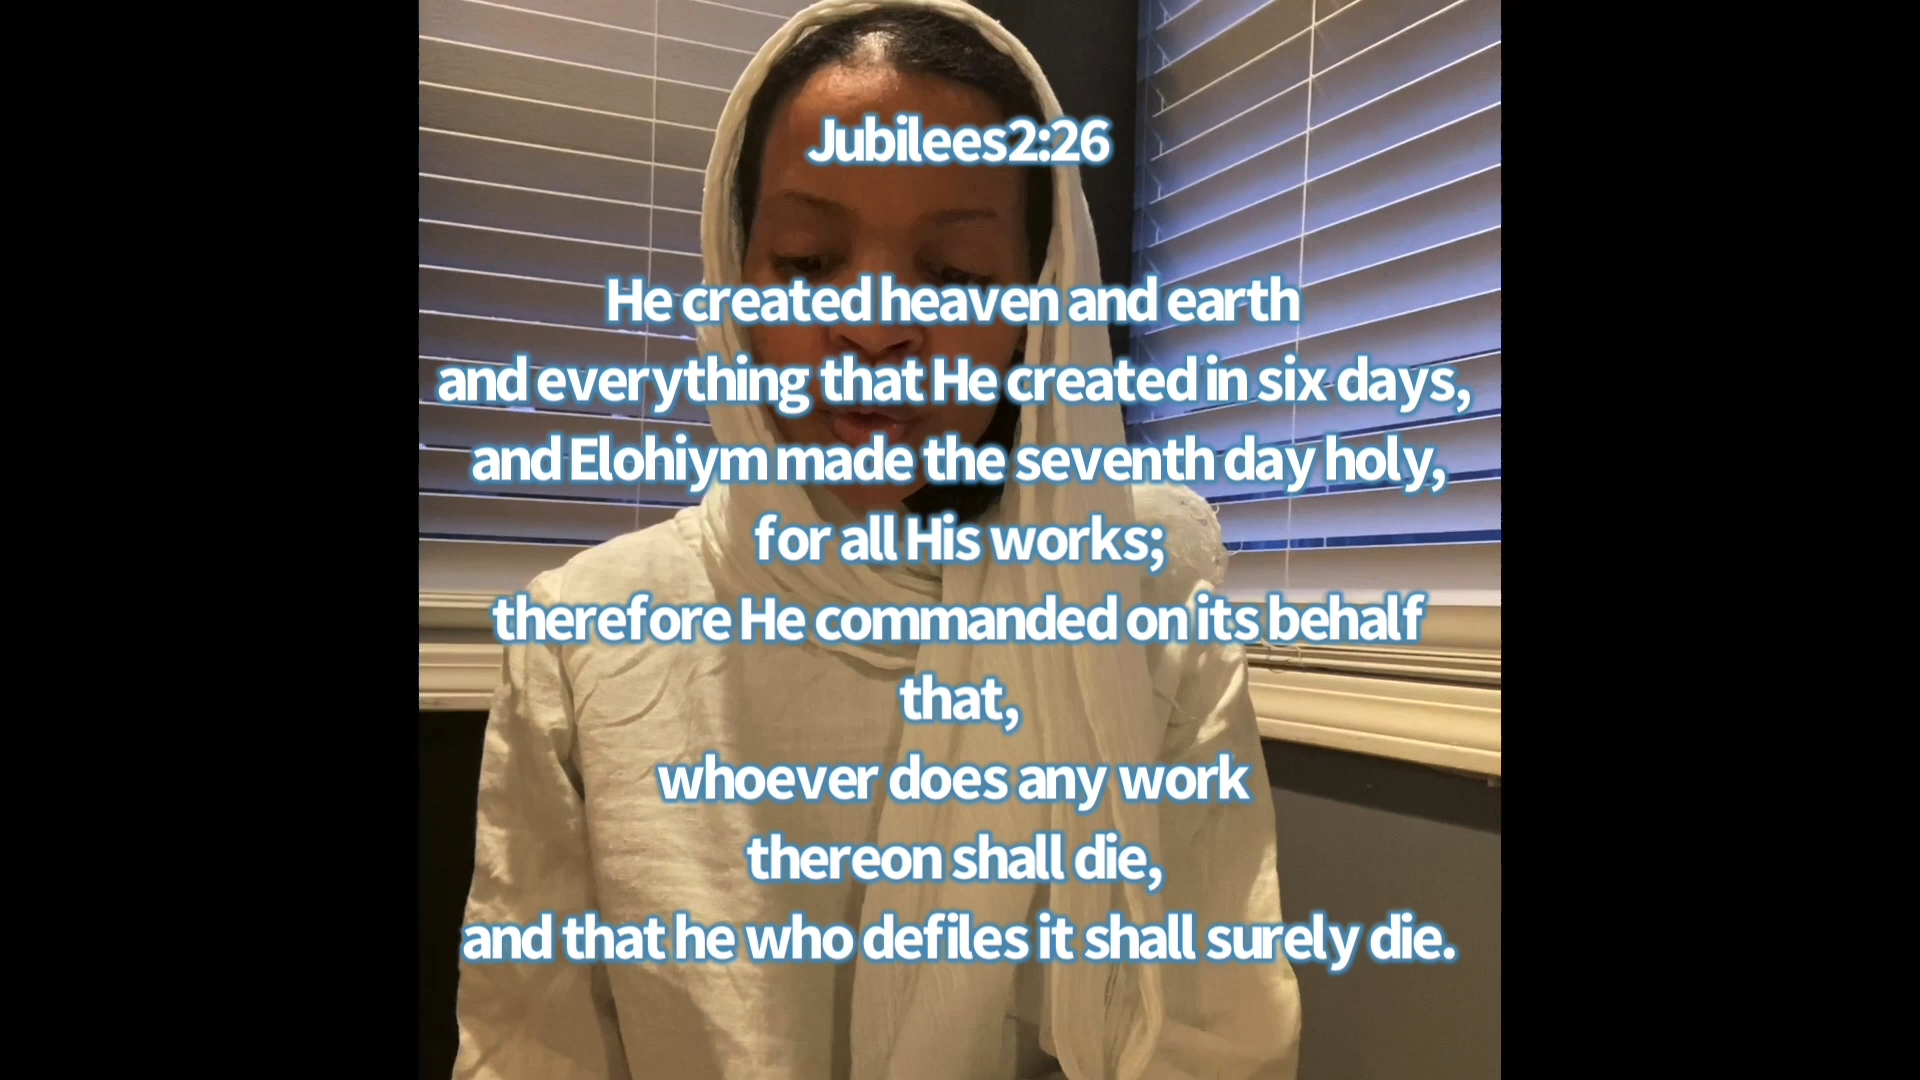 Jubilees 2:26
He created heaven and earth
and everything that He created in six days,
and Elohiym made the seventh day holy,
for all His works;
therefore He commanded on its behalf
that,
whoever does any work
thereon shall die,
and that he who defiles it shall surely die.